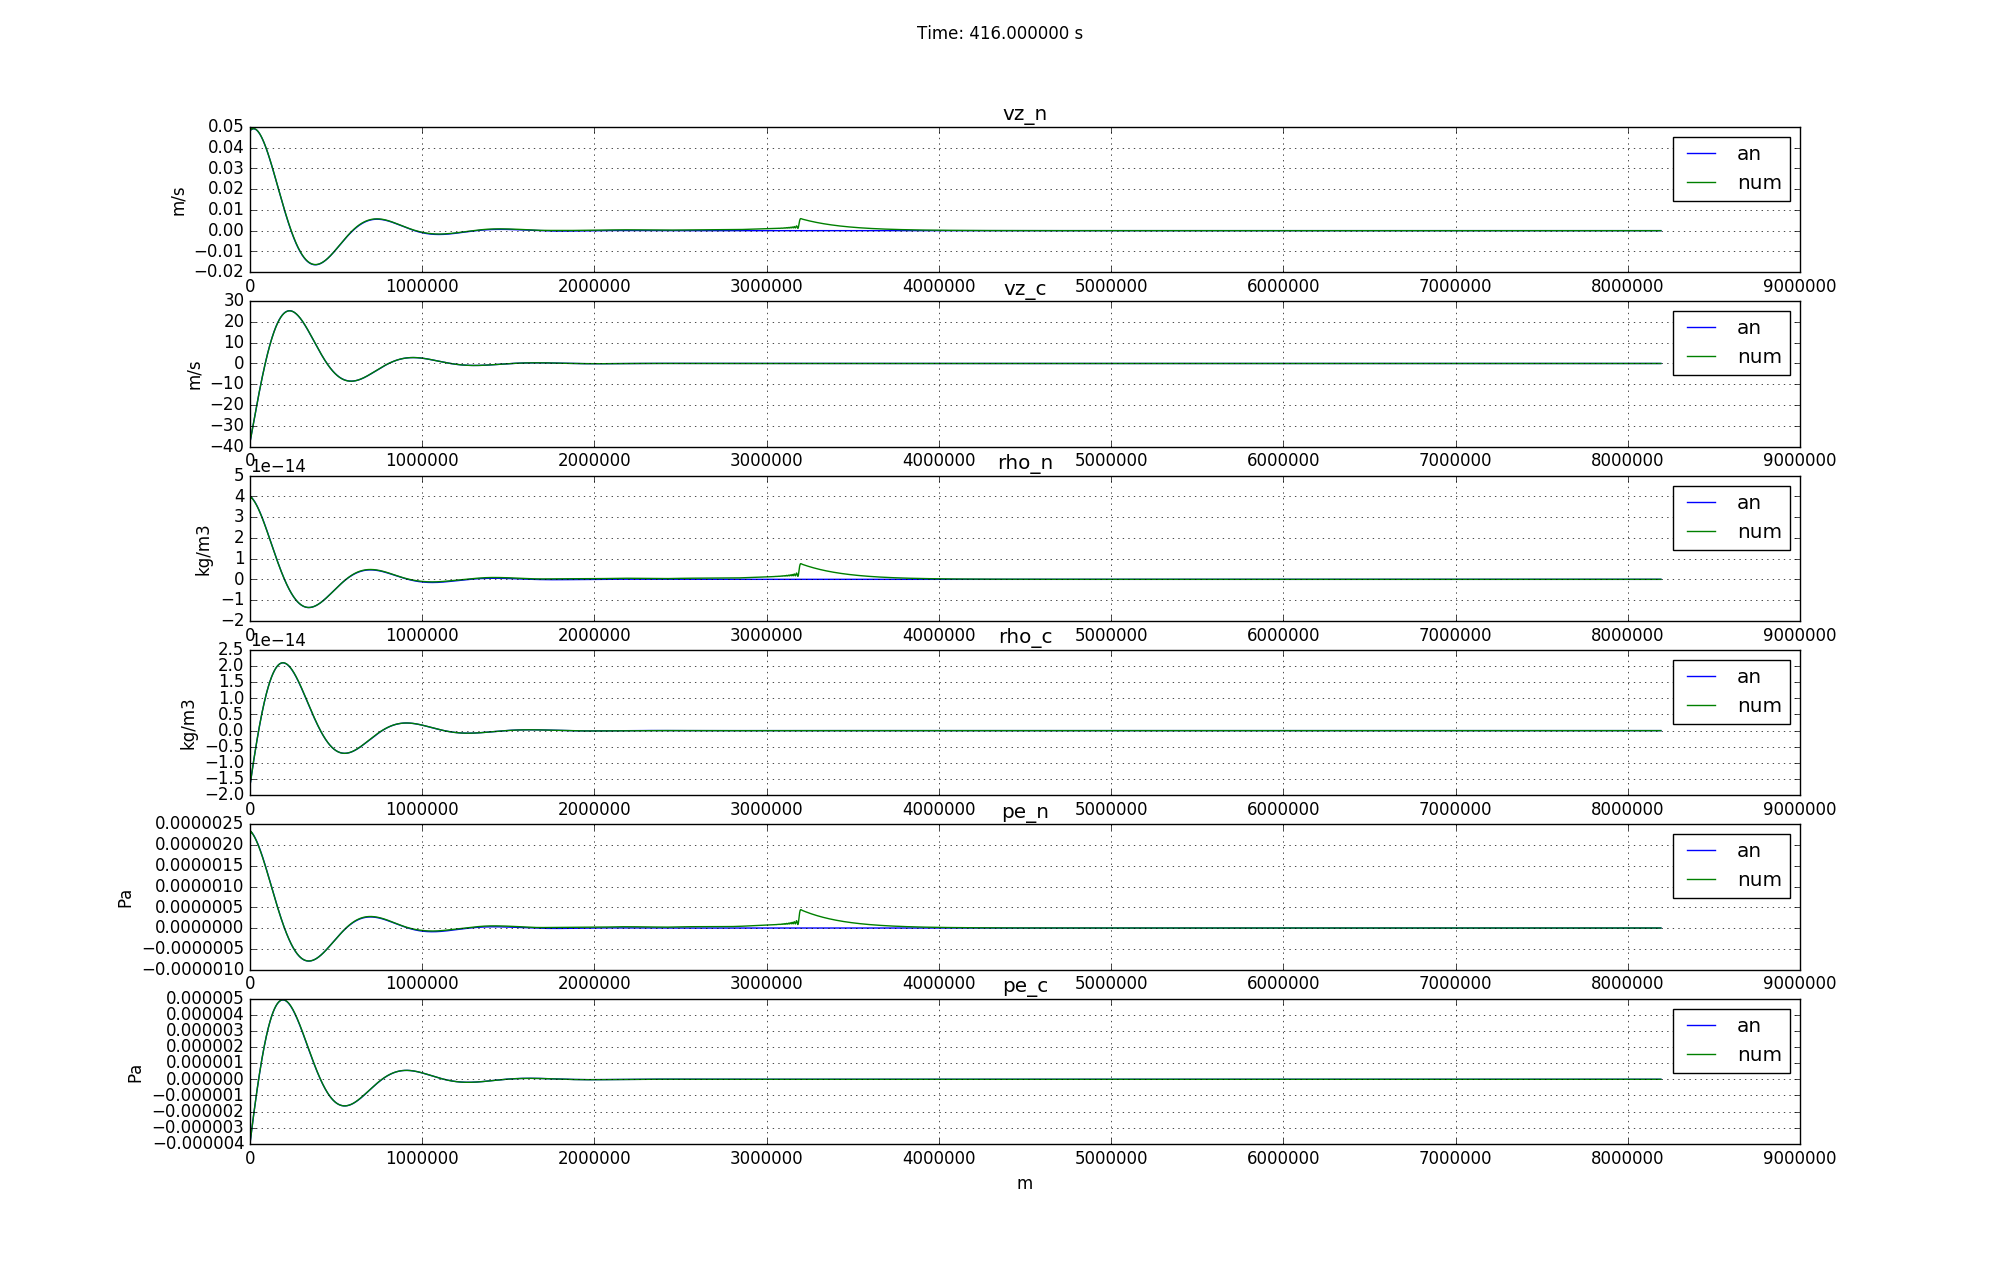 Time: 416.000000 s
vz_n
0.05
0.04
0.03
0.02
0.01
0.00
−0.01
−0.02
m/s
an
num
0 1000000 2000000 3000000 4000000 5000000 6000000 7000000 8000000 9000000
vz_c
30
20
10
0
−10
−20
−30
−40
m/s
an
num
0 1000000 2000000 3000000 4000000 5000000 6000000 7000000 8000000 9000000
1e−14
rho_n
5
4
3
2
1
0
−1
−2
kg/m3
an
num
0 1000000 2000000 3000000 4000000 5000000 6000000 7000000 8000000 9000000
1e−14
rho_c
2.5
2.0
1.5
1.0
0.5
0.0
−0.5
−1.0
−1.5
−2.0
kg/m3
an
num
0 1000000 2000000 3000000 4000000 5000000 6000000 7000000 8000000 9000000
pe_n
0.0000025
0.0000020
0.0000015
0.0000010
0.0000005
0.0000000
−0.0000005
−0.0000010
Pa
an
num
0 1000000 2000000 3000000 4000000 5000000 6000000 7000000 8000000 9000000
pe_c
0.000005
0.000004
0.000003
0.000002
0.000001
0.000000
−0.000001
−0.000002
−0.000003
−0.000004
Pa
an
num
0 1000000 2000000 3000000 4000000 5000000 6000000 7000000 8000000 9000000
m